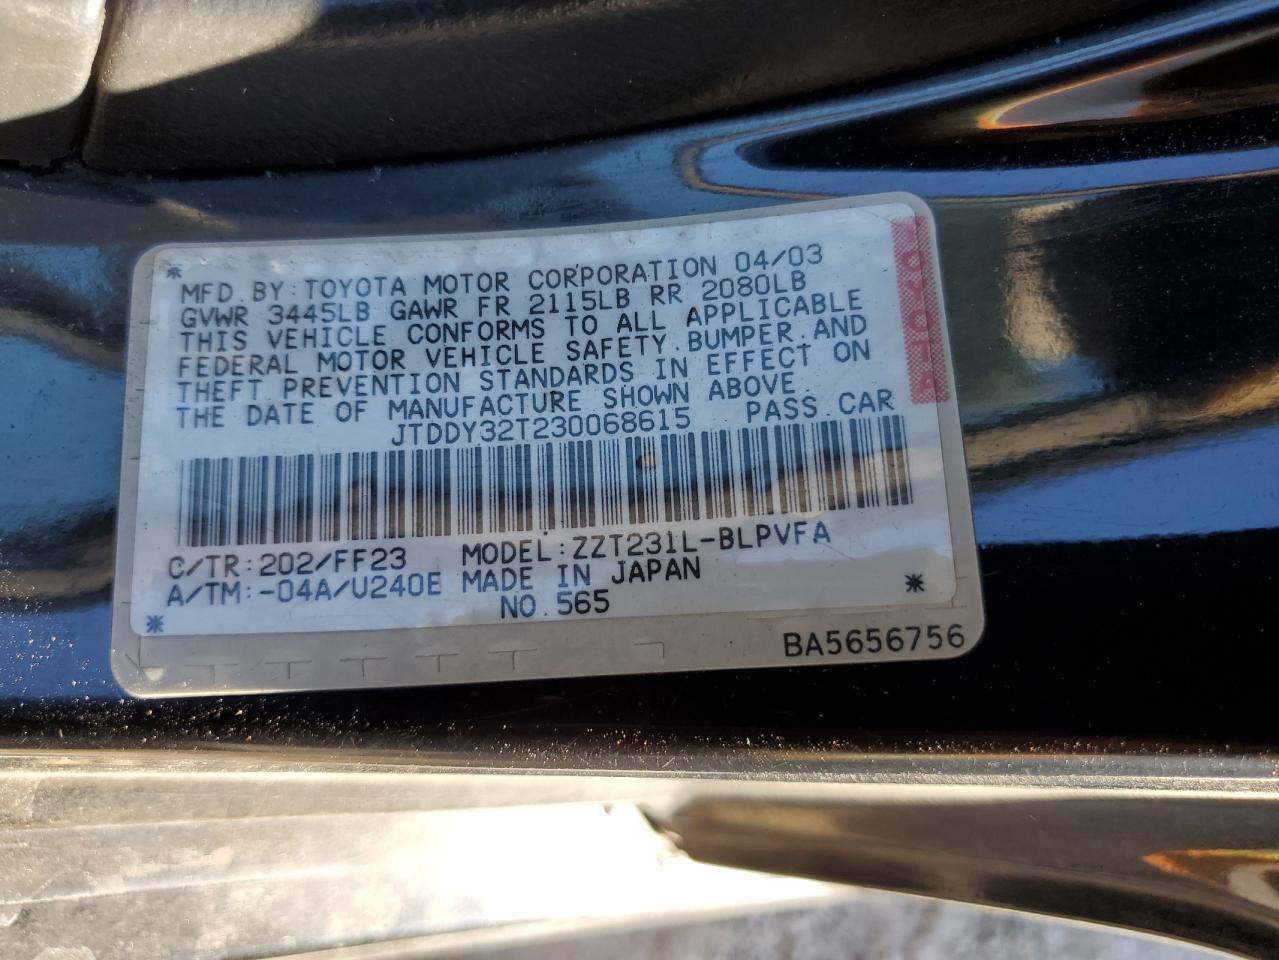 MFD. BY: TOYOTA MOTOR CORPORATION 04/03
GVWR 3445LB GAWR FR 2115LB RR 2080LB
THIS VEHICLE CONFORMS TO ALL APPLICABLE
FEDERAL MOTOR VEHICLE SAFETY, BUMPER, AND
THEFT PREVENTION STANDARDS IN EFFECT ON
THE DATE OF MANUFACTURE SHOWN ABOVE.
JTDDY32T230068615 PASS CAR
C/TR:202/FF23 MODEL:ZZT231L-BLPVFA
A/TM:-04A/U240E MADE IN JAPAN
NO.565
BA5656756